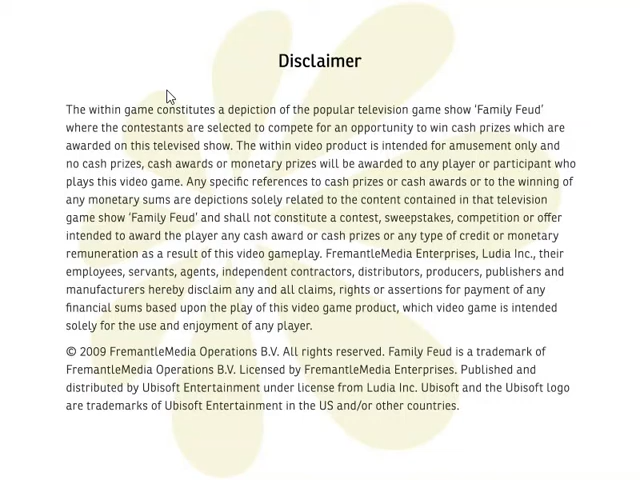 Disclaimer
The within game constitutes a depiction of the popular television game show 'Family Feud'
where the contestants are selected to compete for an opportunity to win cash prizes which are
awarded on this televised show. The within video product is intended for amusement only and
no cash prizes, cash awards or monetary prizes will be awarded to any player or participant who
plays this video game. Any specific references to cash prizes or cash awards or to the winning of
any monetary sums are depictions solely related to the content contained in that television
game show 'Family Feud' and shall not constitute a contest, sweepstakes, competition or offer
intended to award the player any cash award or cash prizes or any type of credit or monetary
remuneration as a result of this video gameplay. FremantleMedia Enterprises, Ludia Inc., their
employees, servants, agents, independent contractors, distributors, producers, publishers and
manufacturers hereby disclaim any and all claims, rights or assertions for payment of any
financial sums based upon the play of this video game product, which video game is intended
solely for the use and enjoyment of any player.
© 2009 FremantleMedia Operations B.V. All rights reserved. Family Feud is a trademark of
FremantleMedia Operations B.V. Licensed by FremantleMedia Enterprises. Published and
distributed by Ubisoft Entertainment under license from Ludia Inc. Ubisoft and the Ubisoft logo
are trademarks of Ubisoft Entertainment in the US and/or other countries.